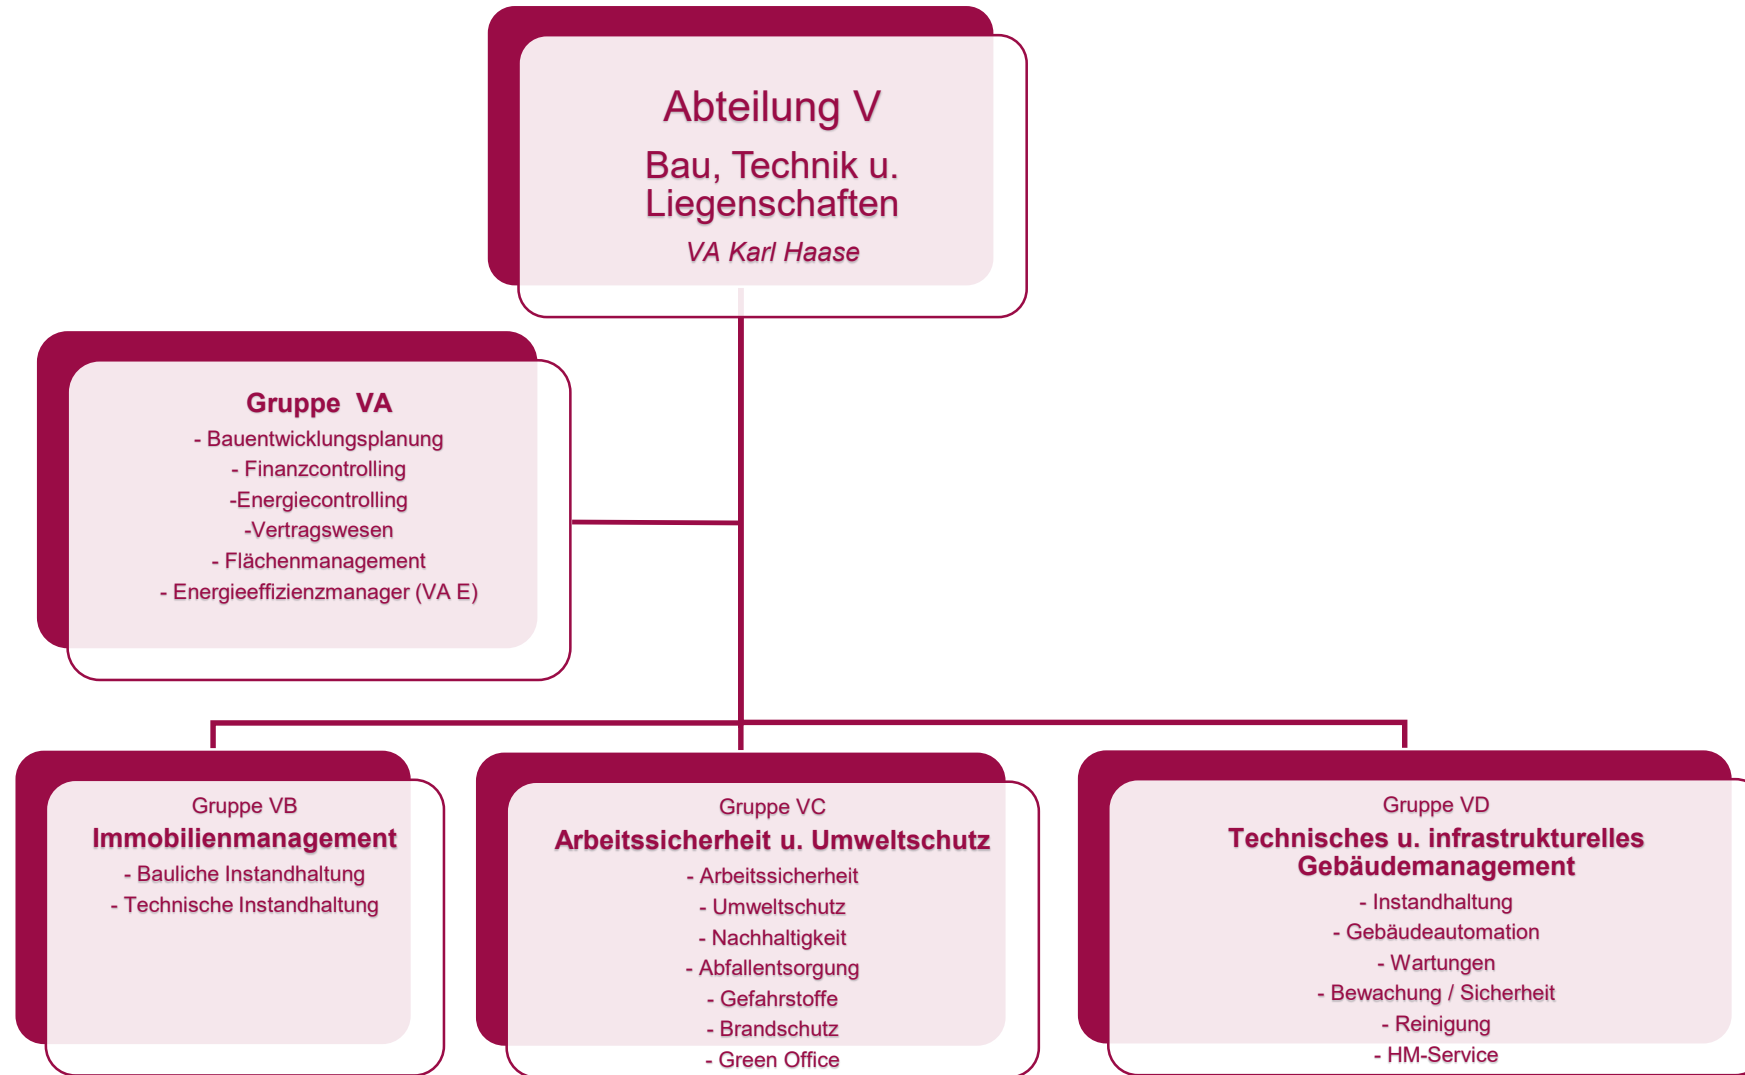 Abteilung V
Bau, Technik u.
Liegenschaften
VA Karl Haase
Gruppe  VA
- Bauentwicklungsplanung
- Finanzcontrolling
-Energiecontrolling
-Vertragswesen
- Flächenmanagement
- Energieeffizienzmanager (VA E)
Gruppe VB
Immobilienmanagement
- Bauliche Instandhaltung
- Technische Instandhaltung
Gruppe VC
Arbeitssicherheit u. Umweltschutz
- Arbeitssicherheit
- Umweltschutz
- Nachhaltigkeit
- Abfallentsorgung
- Gefahrstoffe
- Brandschutz
- Green Office
Gruppe VD
Technisches u. infrastrukturelles
Gebäudemanagement
- Instandhaltung
- Gebäudeautomation
- Wartungen
- Bewachung / Sicherheit
- Reinigung
- HM-Service